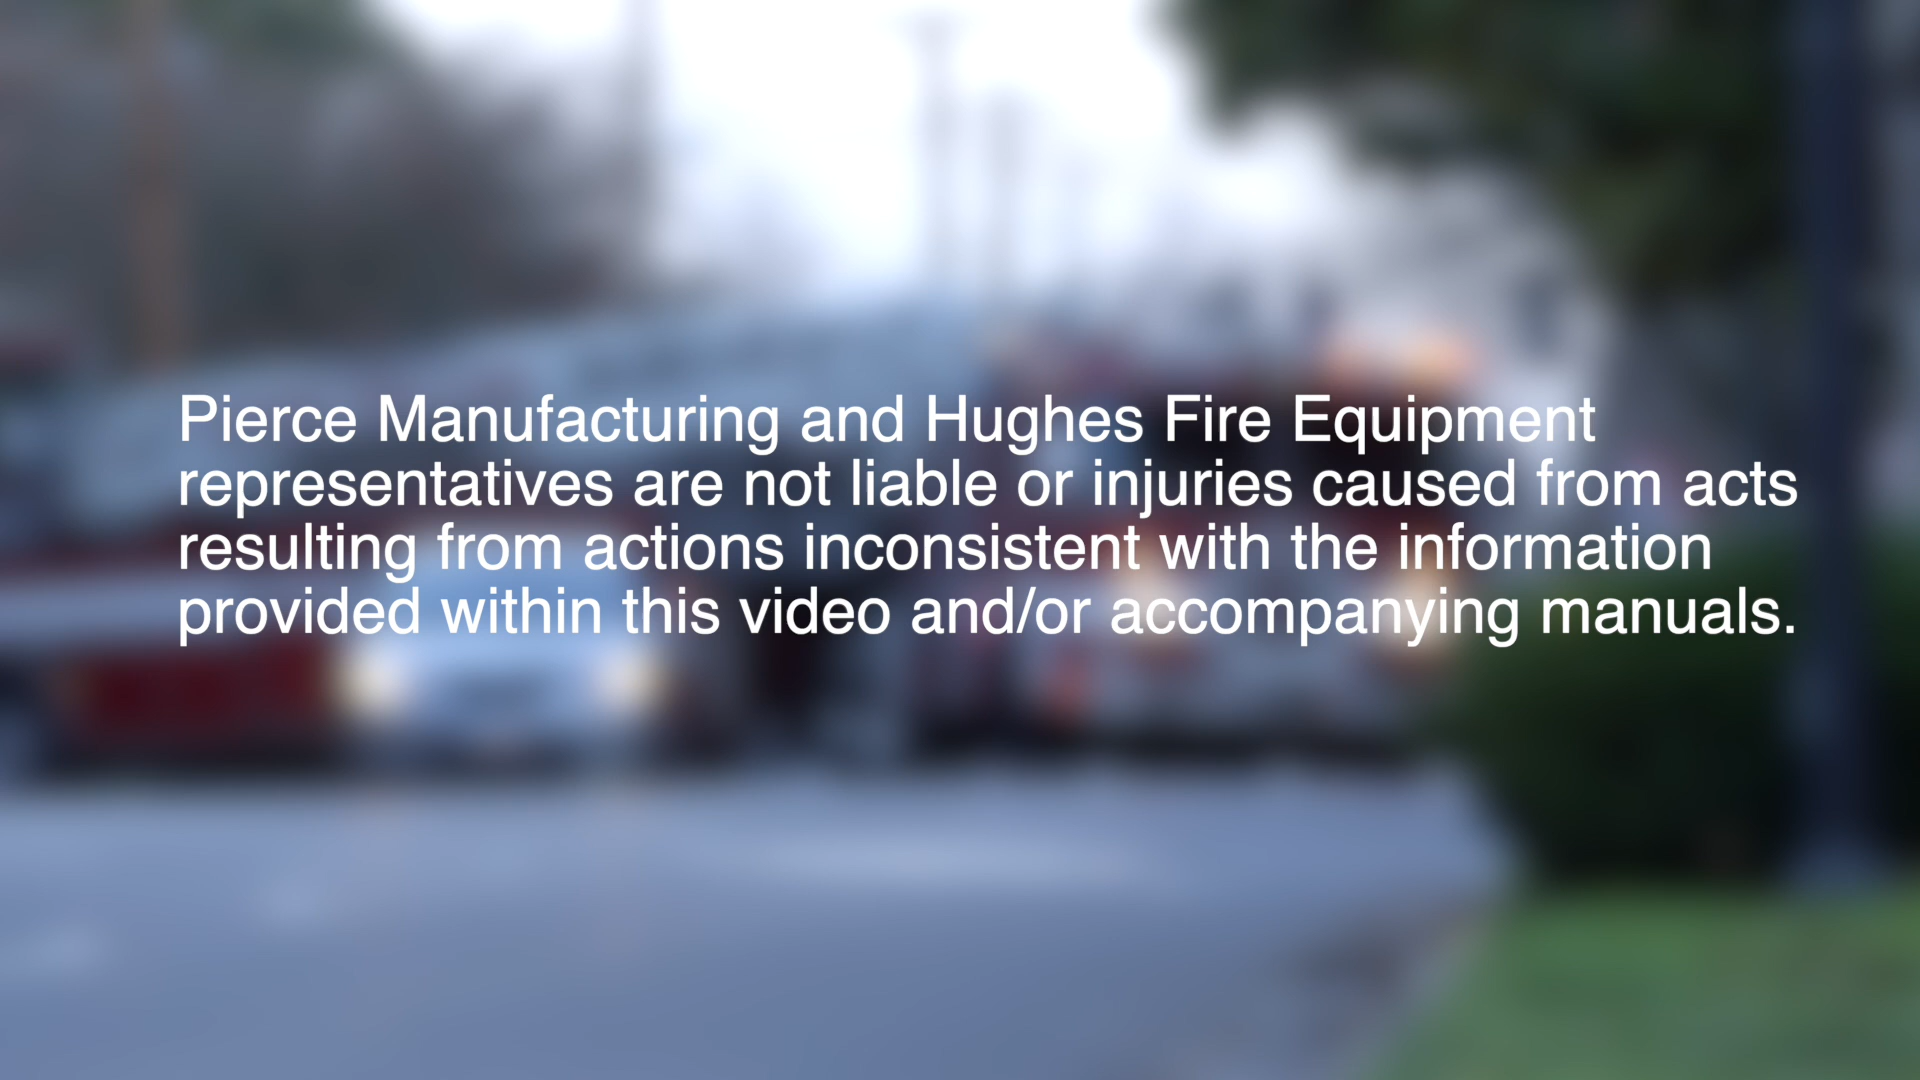 Pierce Manufacturing and Hughes Fire Equipment
representatives are not liable or injuries caused from acts
resulting from actions inconsistent with the information
provided within this video and/or accompanying manuals.